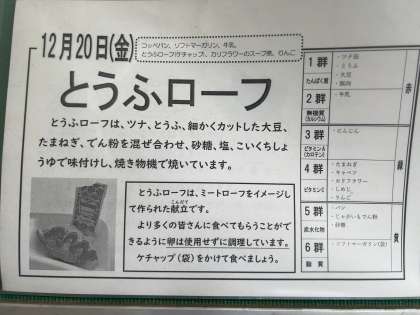 12月20日(金)
コッペパン、ソフトマーガリン、牛乳、
とうふローフ(ケチャップ)、カリフラワーのスープ煮、りんご
とうふローフ
とうふローフは、ツナ、とうふ、細かくカットした大豆、
たまねぎ、でん粉を混ぜ合わせ、砂糖、塩、こいくちしょ
うゆで味付けし、焼き物機で焼いています。
とうふローフは、ミートローフをイメージし
て作られた献立です。
こんだて
より多くの皆さんに食べてもらうことがで
きるように卵は使用せずに調理しています。
ケチャップ(袋)をかけて食べましょう。
1群
たんぱく質
・ツナ缶
・とうふ
・大豆
・豚肉
2群
無機質
(カルシウム)
・牛乳
赤
3群
ビタミンA
(カロテン)
・にんじん
4群
ビタミンC
・たまねぎ
・キャベツ
・カリフラワー
・しめじ
・りんご
緑
5群
炭水化物
・パン
・じゃがいもでん粉
・砂糖
6群
脂質
・ソフトマーガリン(袋)
黄